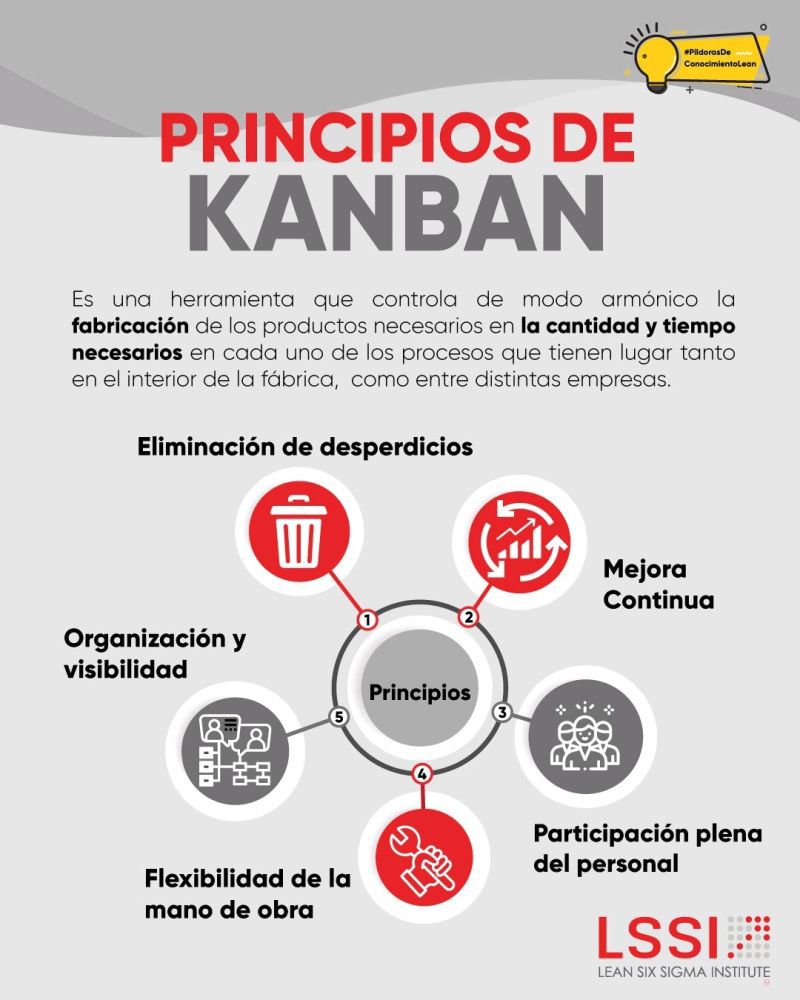 #PíldorasDe
ConocimientoLean
PRINCIPIOS DE
KANBAN
Es una herramienta que controla de modo armónico la
fabricación de los productos necesarios en la cantidad y tiempo
necesarios en cada uno de los procesos que tienen lugar tanto
en el interior de la fábrica, como entre distintas empresas.
Eliminación de desperdicios
Mejora
Continua
1
2
Organización y
visibilidad
Principios
3
5
4
Participación plena
del personal
Flexibilidad de la
mano de obra
LSSI
LEAN SIX SIGMA INSTITUTE